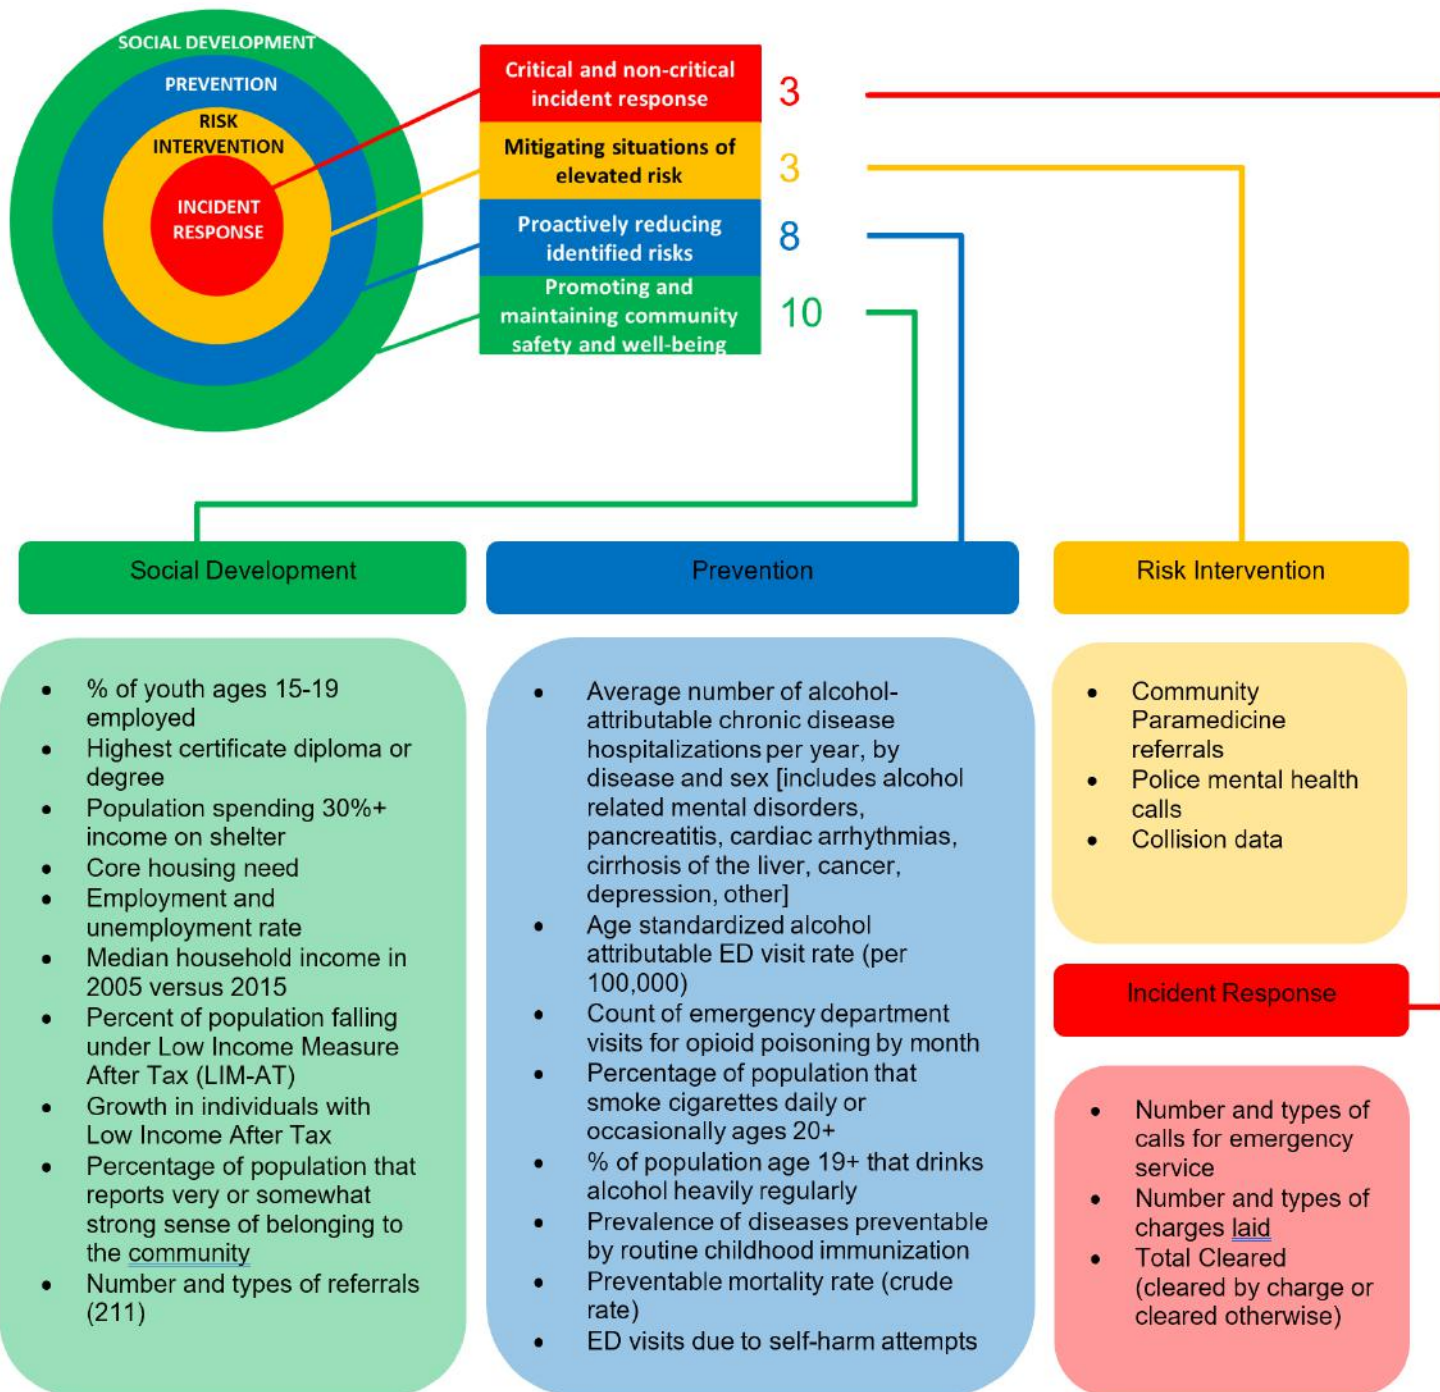 SOCIAL DEVELOPMENT
PREVENTION
RISK
INTERVENTION
INCIDENT
RESPONSE
Critical and non-critical
incident response
3
Mitigating situations of
elevated risk
3
Proactively reducing
identified risks
8
Promoting and
maintaining community
safety and well-being
10
Social Development
• % of youth ages 15-19
employed
• Highest certificate diploma or
degree
• Population spending 30%+
income on shelter
• Core housing need
• Employment and
unemployment rate
• Median household income in
2005 versus 2015
• Percent of population falling
under Low Income Measure
After Tax (LIM-AT)
• Growth in individuals with
Low Income After Tax
• Percentage of population that
reports very or somewhat
strong sense of belonging to
the community
• Number and types of referrals
(211)
Prevention
• Average number of alcohol-
attributable chronic disease
hospitalizations per year, by
disease and sex [includes alcohol
related mental disorders,
pancreatitis, cardiac arrhythmias,
cirrhosis of the liver, cancer,
depression, other]
• Age standardized alcohol
attributable ED visit rate (per
100,000)
• Count of emergency department
visits for opioid poisoning by month
• Percentage of population that
smoke cigarettes daily or
occasionally ages 20+
• % of population age 19+ that drinks
alcohol heavily regularly
• Prevalence of diseases preventable
by routine childhood immunization
• Preventable mortality rate (crude
rate)
• ED visits due to self-harm attempts
Risk Intervention
• Community
Paramedicine
referrals
• Police mental health
calls
• Collision data
Incident Response
• Number and types of
calls for emergency
service
• Number and types of
charges laid
• Total Cleared
(cleared by charge or
cleared otherwise)